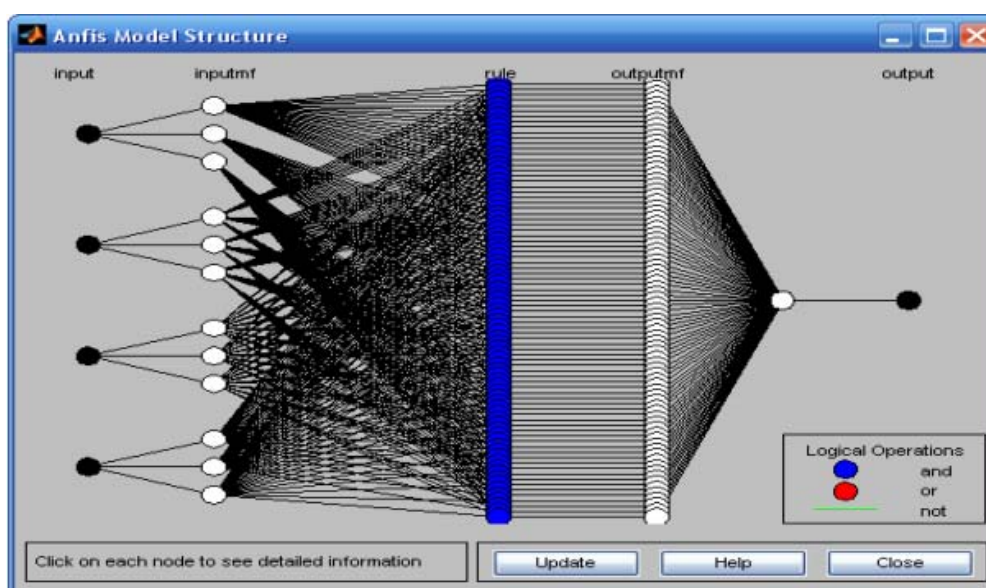 Anfis Model Structure
input inputmf rule outputmf output
Logical Operations
and
or
not
Click on each node to see detailed information
Update Help Close